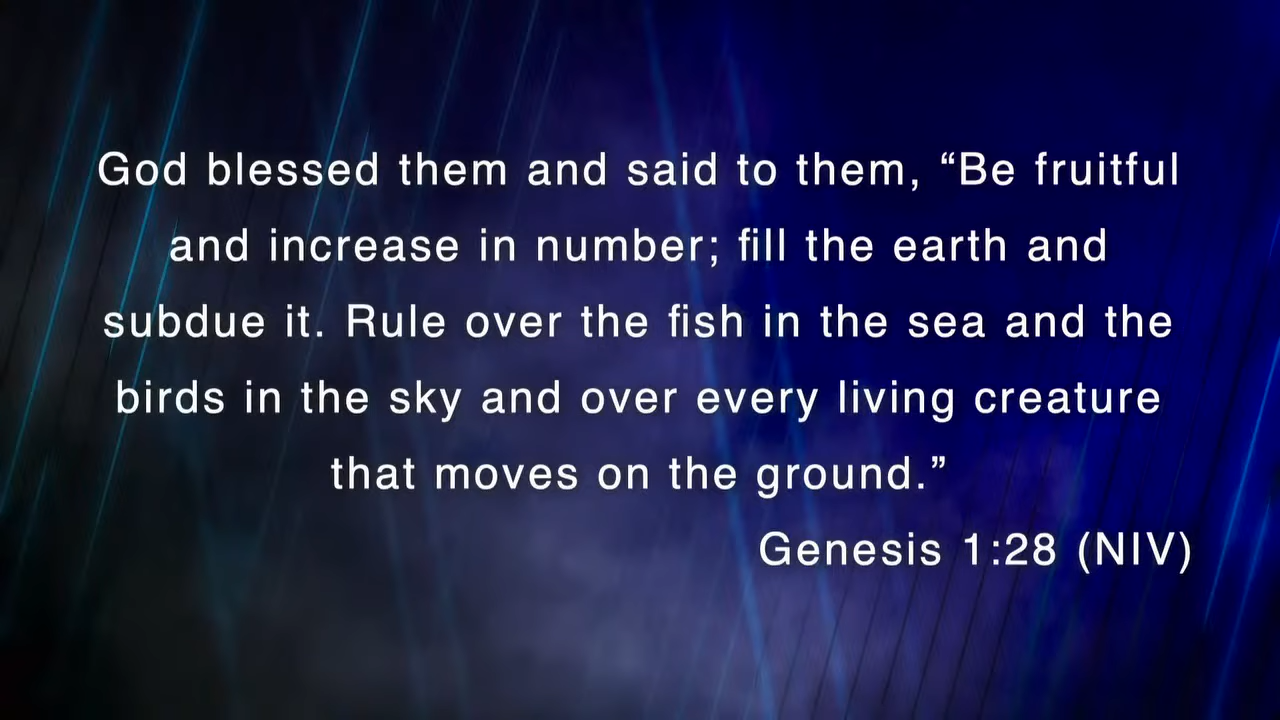 God blessed them and said to them, “Be fruitful
and increase in number; fill the earth and
subdue it. Rule over the fish in the sea and the
birds in the sky and over every living creature
that moves on the ground.”
Genesis 1:28 (NIV)